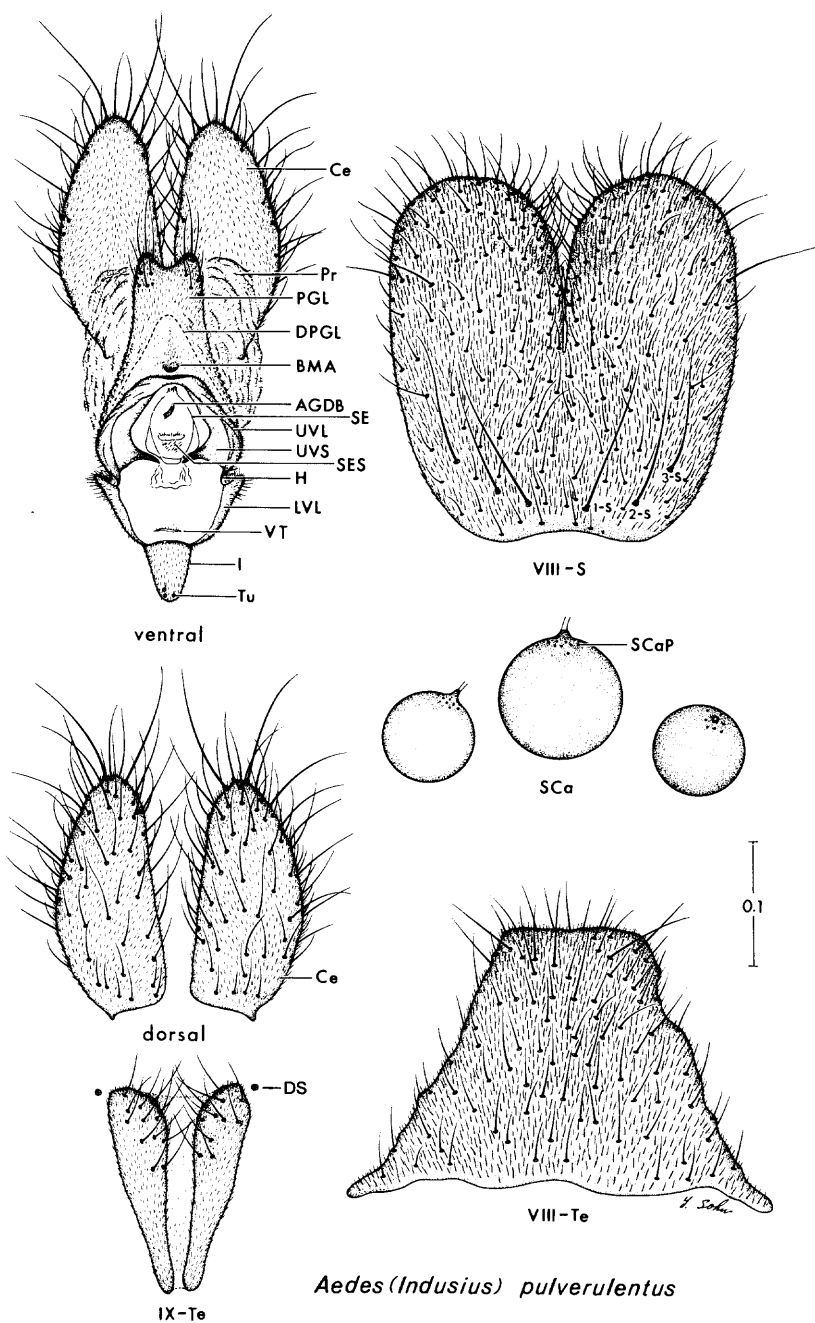 Ce
Pr
PGL
DPGL
BMA
AGDB
SE
UVL
UVS
SES
H
LVL
VT
I
Tu
ventral
1-S
2-S
3-S
VIII-S
SCaP
SCa
Ce
dorsal
0.1
DS
IX-Te
VIII-Te
Y. Sohn
Aedes (Indusius) pulverulentus